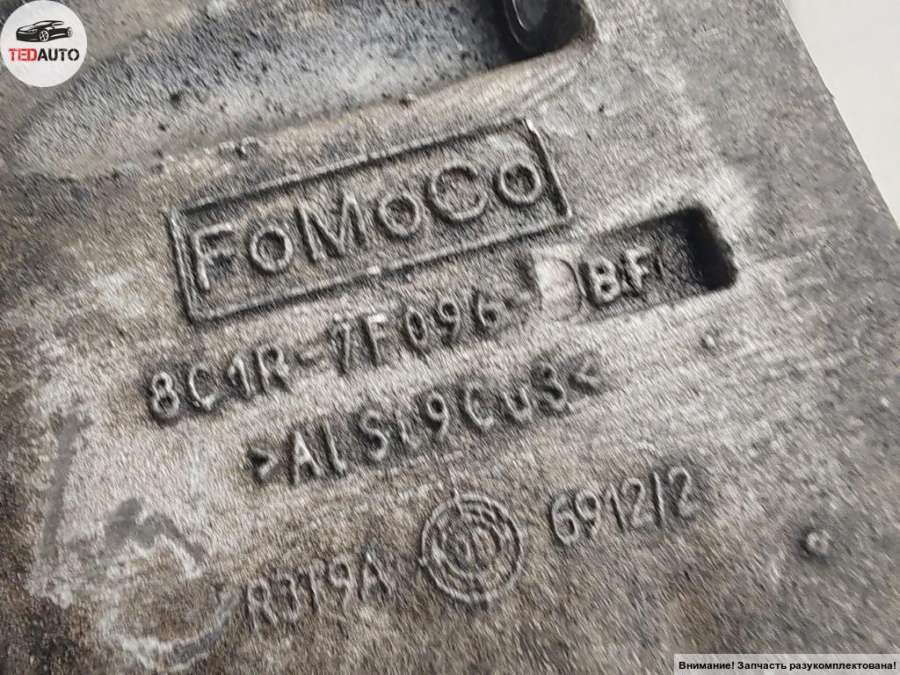 TEDAUTO
FoMoCo
8C1R-7F096- BF
>AlSi9Cu3<
R3T9A 6912/2
Внимание! Запчасть разукомплектована!